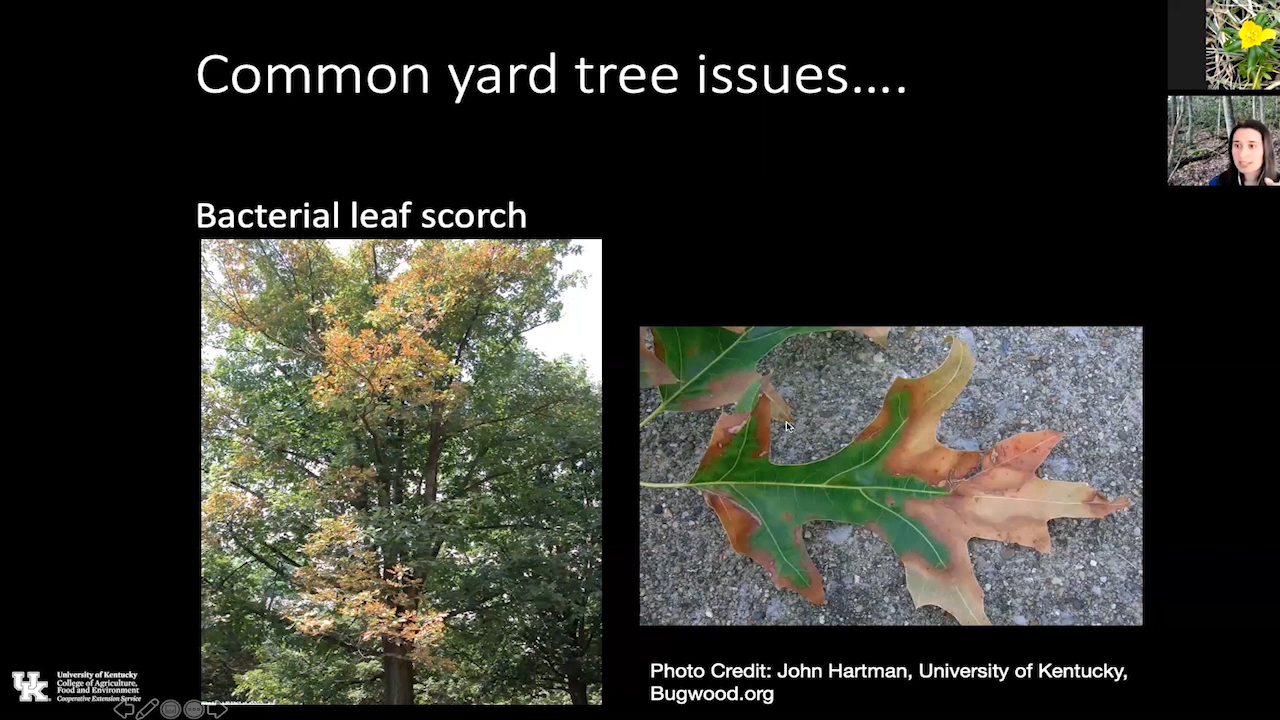 Common yard tree issues....
Bacterial leaf scorch
Photo Credit: John Hartman, University of Kentucky,
Bugwood.org
UK
University of Kentucky
College of Agriculture,
Food and Environment
Cooperative Extension Service